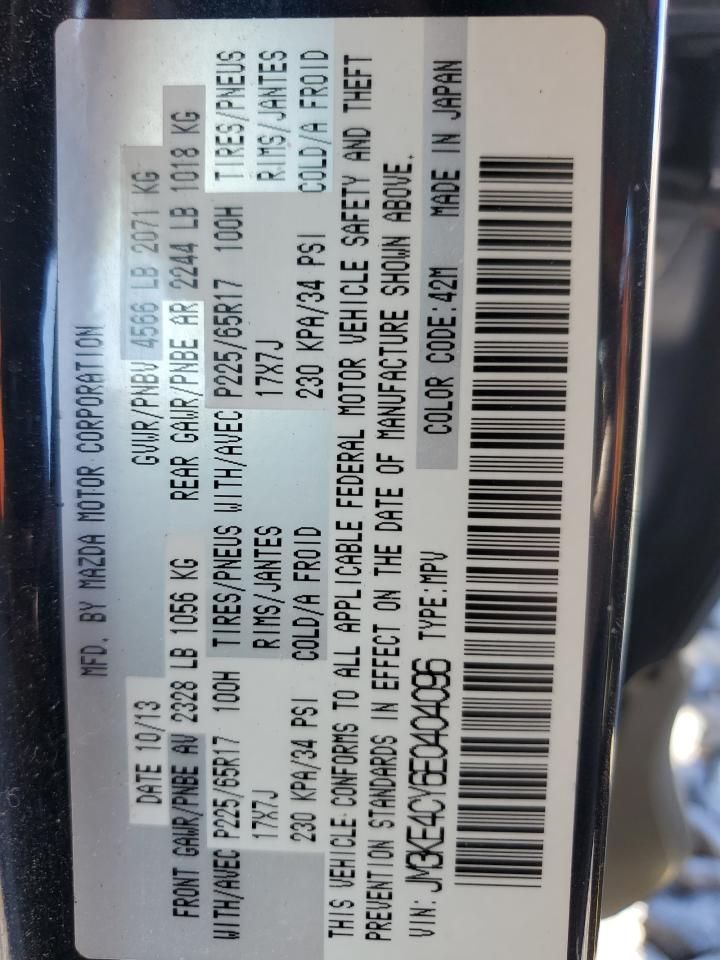 MFD. BY MAZDA MOTOR CORPORATION
DATE 10/13 GVWR/PNBV 4566 LB 2071 KG
FRONT GAWR/PNBE AV 2328 LB 1056 KG REAR GAWR/PNBE AR 2244 LB 1018 KG
WITH/AVEC P225/65R17 100H TIRES/PNEUS WITH/AVEC P225/65R17 100H TIRES/PNEUS
17X7J RIMS/JANTES 17X7J RIMS/JANTES
230 KPA/34 PSI COLD/A FROID 230 KPA/34 PSI COLD/A FROID
THIS VEHICLE CONFORMS TO ALL APPLICABLE FEDERAL MOTOR VEHICLE SAFETY AND THEFT
PREVENTION STANDARDS IN EFFECT ON THE DATE OF MANUFACTURE SHOWN ABOVE.
VIN: JM3KE4CY6E0404096 TYPE:MPV COLOR CODE:42M MADE IN JAPAN